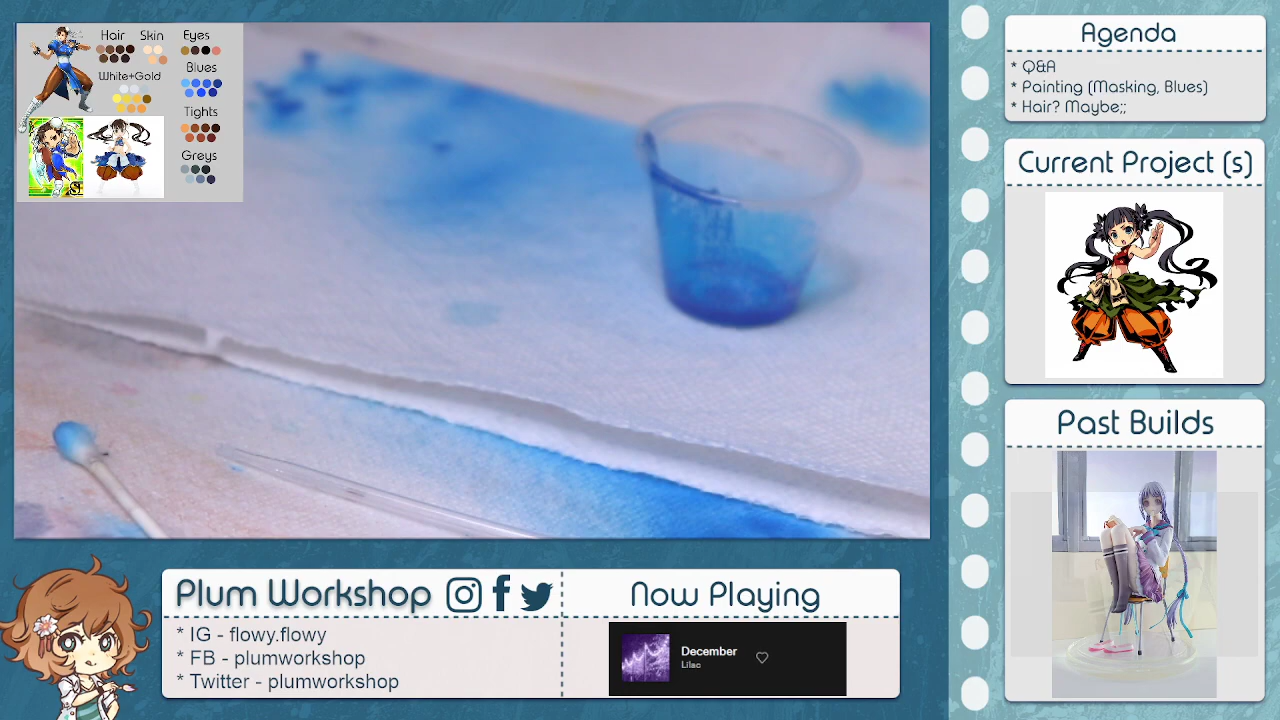 Hair Skin Eyes
White+Gold
Blues
Tights
Greys
Agenda
* Q&A
* Painting (Masking, Blues)
* Hair? Maybe;;
Current Project (s)
Past Builds
Plum Workshop
* IG - flowy.flowy
* FB - plumworkshop
* Twitter - plumworkshop
Now Playing
December
Lilac